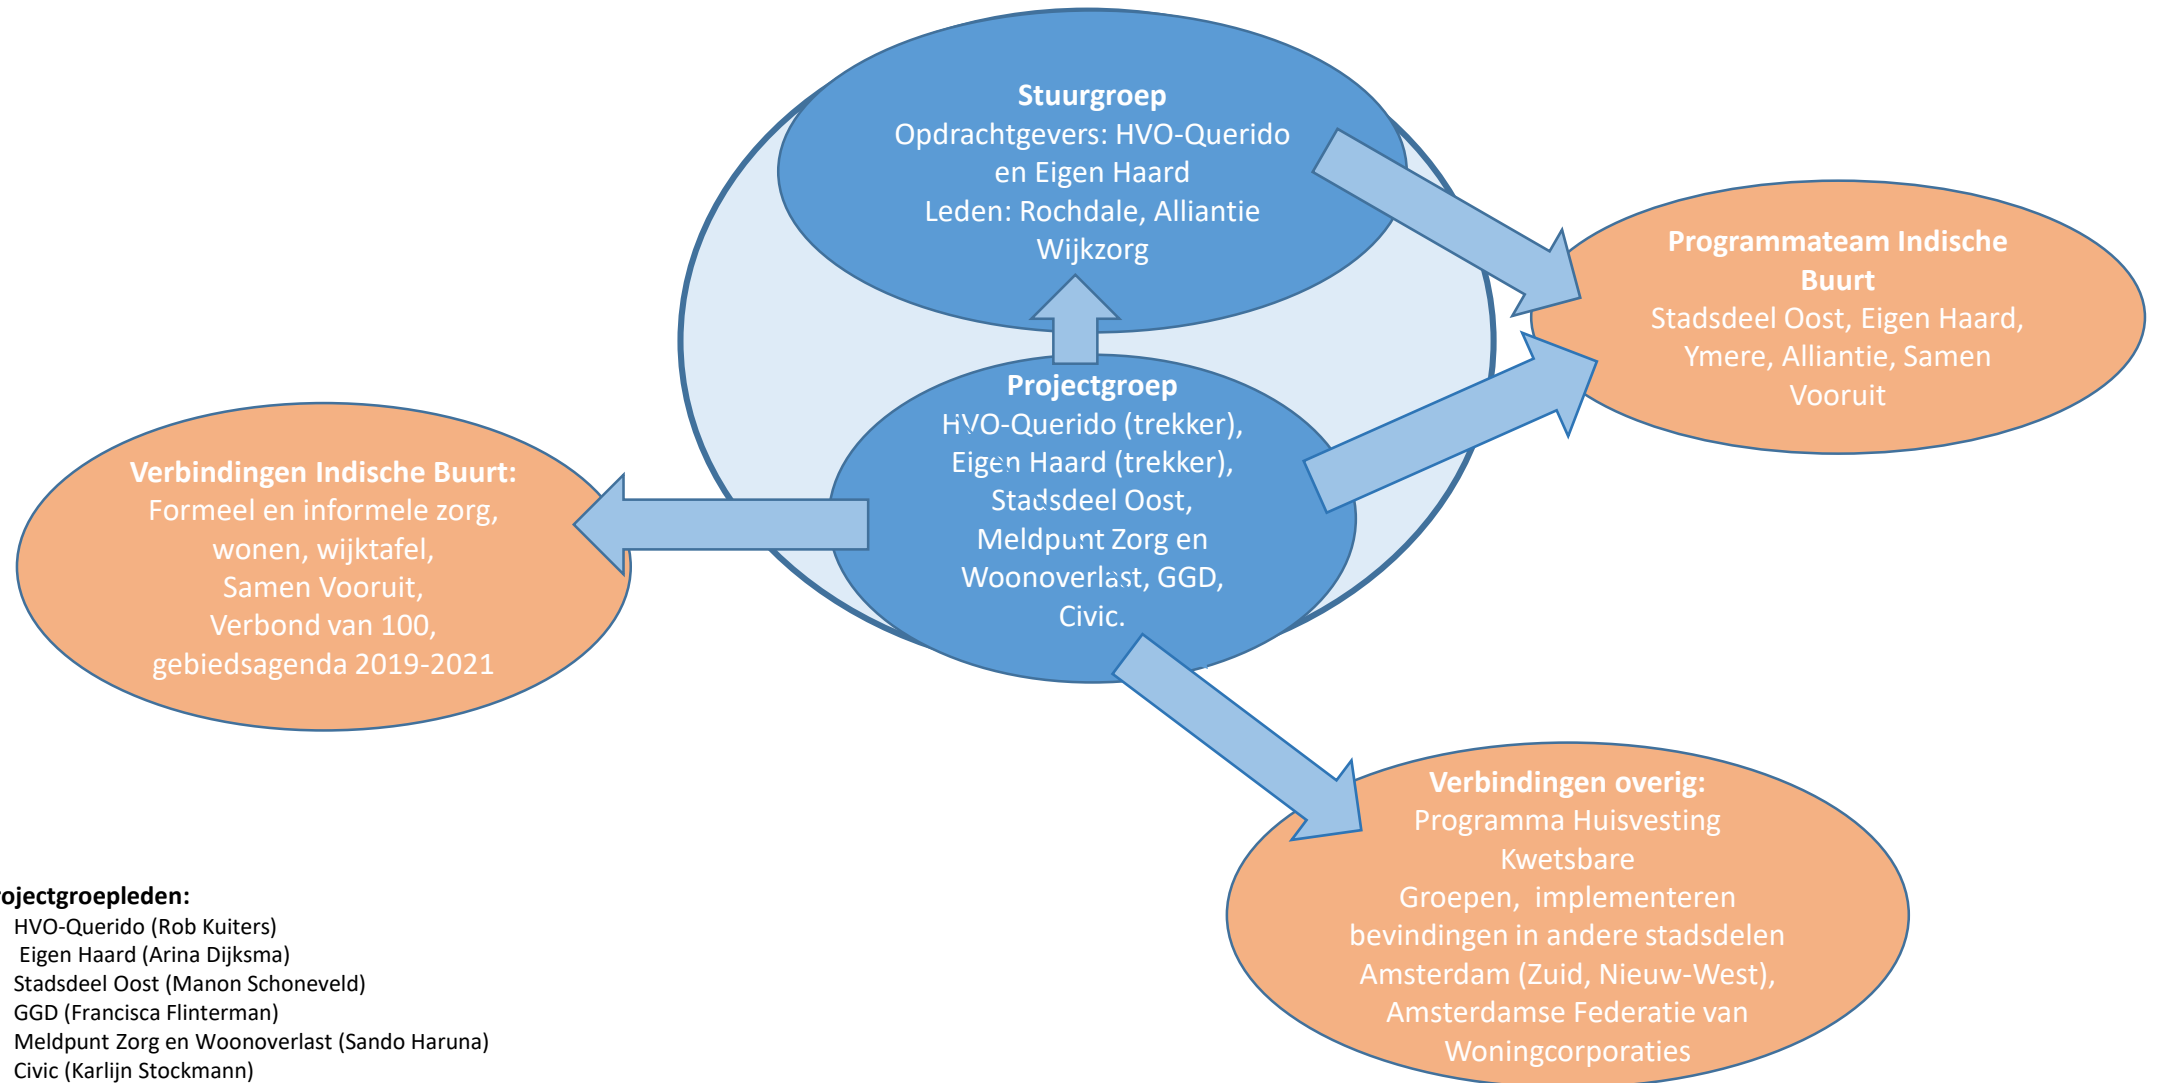 Stuurgroep
Opdrachtgevers: HVO-Querido
en Eigen Haard
Leden: Rochdale, Alliantie
Wijkzorg
Programmateam Indische
Buurt
Stadsdeel Oost, Eigen Haard,
Ymere, Alliantie, Samen
Vooruit
Projectgroep
HVO-Querido (trekker),
Eigen Haard (trekker),
Stadsdeel Oost,
Meldpunt Zorg en
Woonoverlast, GGD,
Civic.
Verbindingen Indische Buurt:
Formeel en informele zorg,
wonen, wijktafel,
Samen Vooruit,
Verbond van 100,
gebiedsagenda 2019-2021
Verbindingen overig:
Programma Huisvesting
Kwetsbare
Groepen, implementeren
bevindingen in andere stadsdelen
Amsterdam (Zuid, Nieuw-West),
Amsterdamse Federatie van
Woningcorporaties
rojectgroepleden:
HVO-Querido (Rob Kuiters)
Eigen Haard (Arina Dijksma)
Stadsdeel Oost (Manon Schoneveld)
GGD (Francisca Flinterman)
Meldpunt Zorg en Woonoverlast (Sando Haruna)
Civic (Karlijn Stockmann)